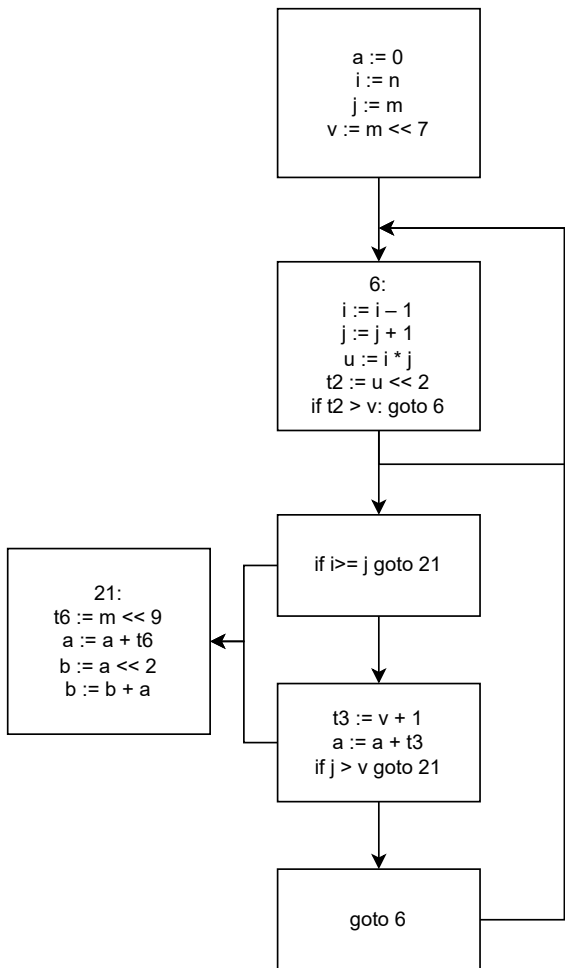 a := 0
i := n
j := m
v := m << 7
6:
i := i – 1
j := j + 1
u := i * j
t2 := u << 2
if t2 > v: goto 6
if i>= j goto 21
21:
t6 := m << 9
a := a + t6
b := a << 2
b := b + a
t3 := v + 1
a := a + t3
if j > v goto 21
goto 6